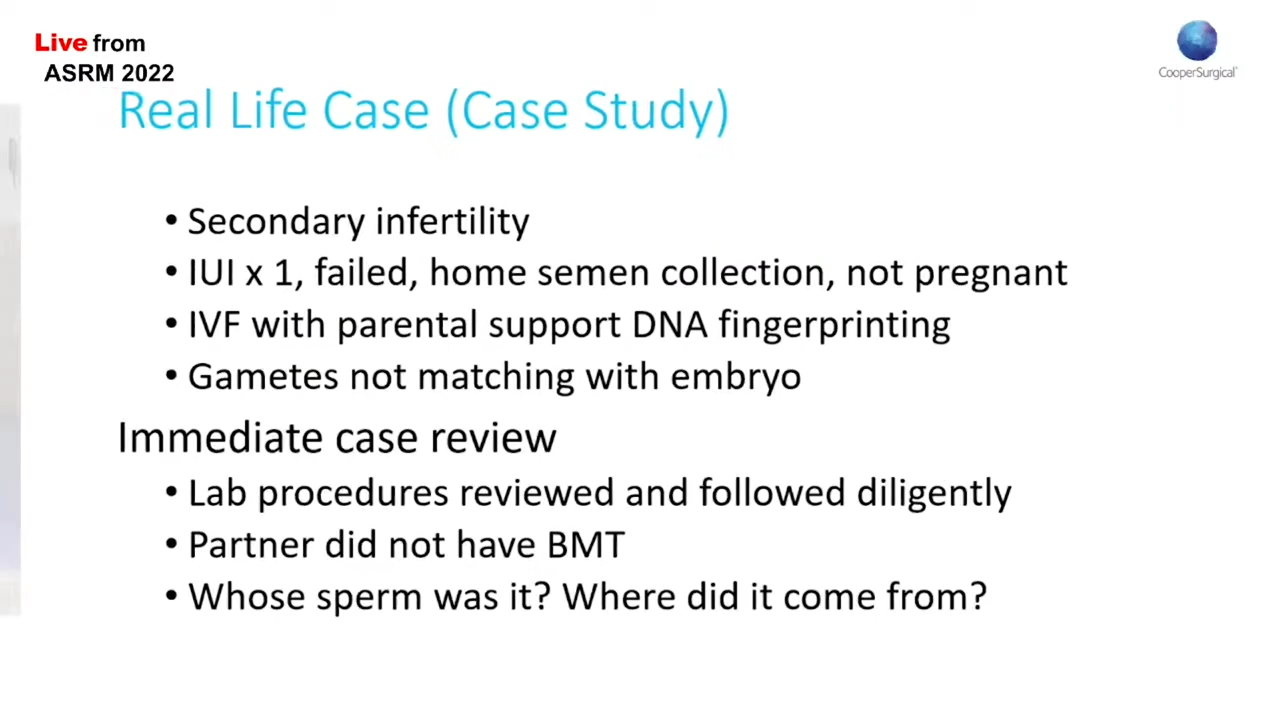 Live from
ASRM 2022
CooperSurgical
Real Life Case (Case Study)
• Secondary infertility
• IUI x 1, failed, home semen collection, not pregnant
• IVF with parental support DNA fingerprinting
• Gametes not matching with embryo
Immediate case review
• Lab procedures reviewed and followed diligently
• Partner did not have BMT
• Whose sperm was it? Where did it come from?